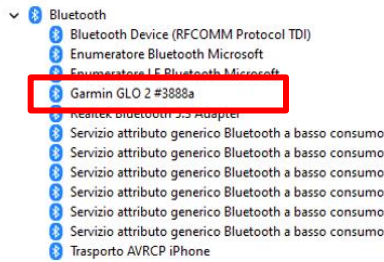 Bluetooth
Bluetooth Device (RFCOMM Protocol TDI)
Enumeratore Bluetooth Microsoft
Enumeratore LE Bluetooth Microsoft
Garmin GLO 2 #3888a
Realtek Bluetooth 5.3 Adapter
Servizio attributo generico Bluetooth a basso consumo
Servizio attributo generico Bluetooth a basso consumo
Servizio attributo generico Bluetooth a basso consumo
Servizio attributo generico Bluetooth a basso consumo
Servizio attributo generico Bluetooth a basso consumo
Servizio attributo generico Bluetooth a basso consumo
Trasporto AVRCP iPhone